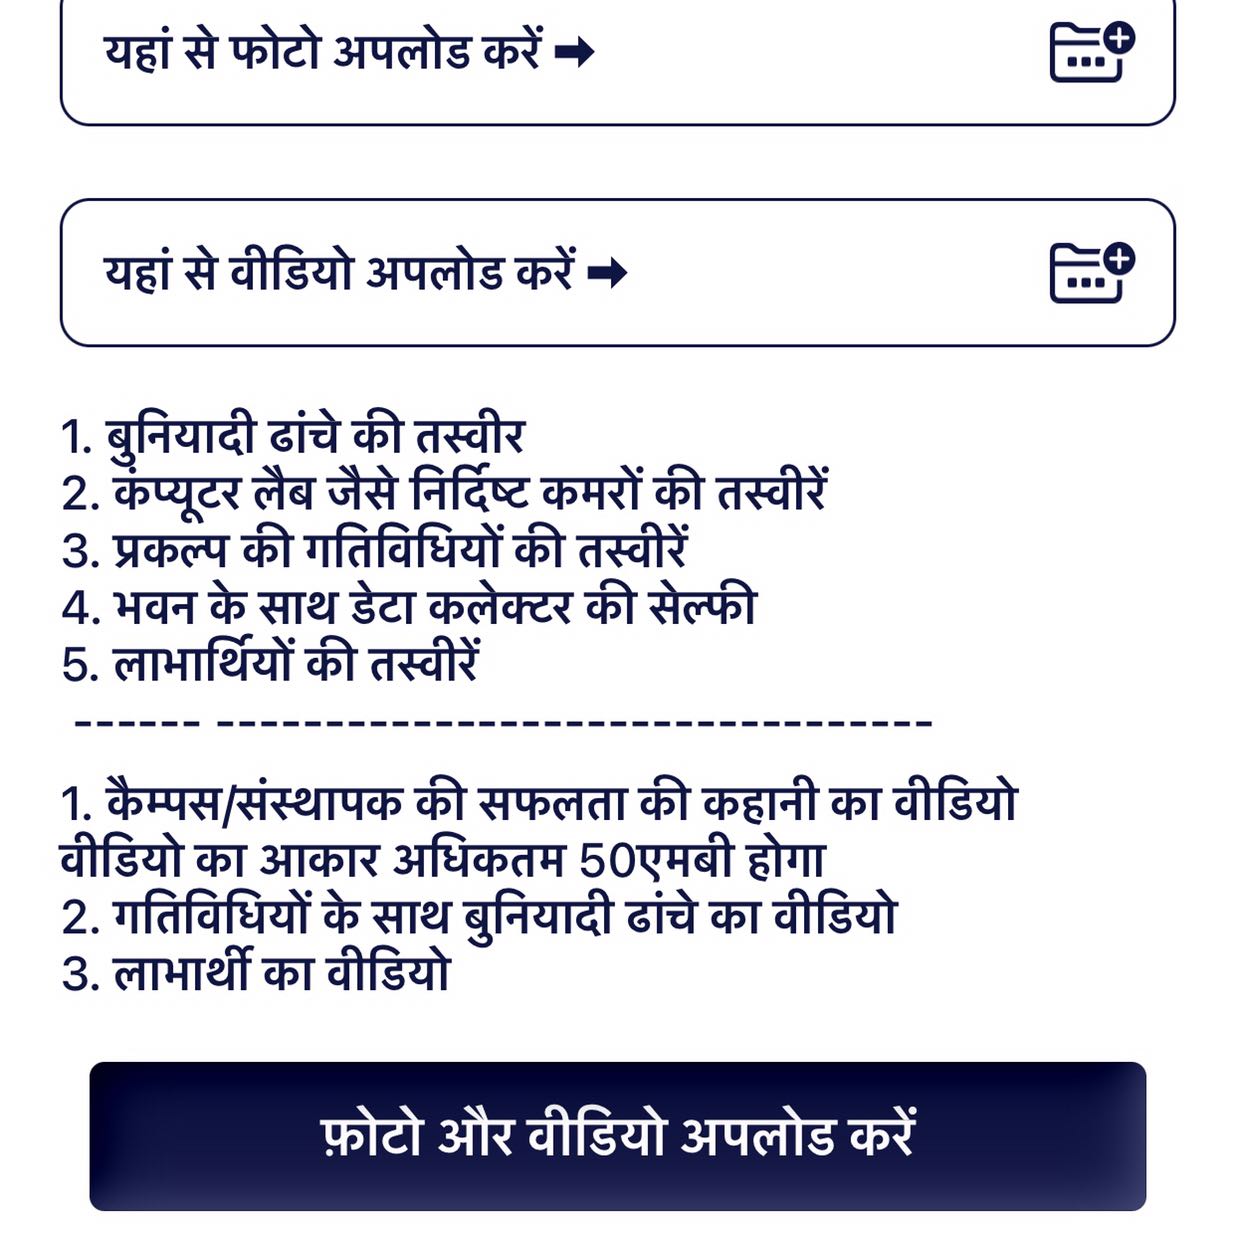 यहां से फोटो अपलोड करें ➡
यहां से वीडियो अपलोड करें ➡
1. बुनियादी ढांचे की तस्वीर
2. कंप्यूटर लैब जैसे निर्दिष्ट कमरों की तस्वीरें
3. प्रकल्प की गतिविधियों की तस्वीरें
4. भवन के साथ डेटा कलेक्टर की सेल्फी
5. लाभार्थियों की तस्वीरें
------ ---------------------------------
1. कैम्पस/संस्थापक की सफलता की कहानी का वीडियो
वीडियो का आकार अधिकतम 50एमबी होगा
2. गतिविधियों के साथ बुनियादी ढांचे का वीडियो
3. लाभार्थी का वीडियो
फ़ोटो और वीडियो अपलोड करें